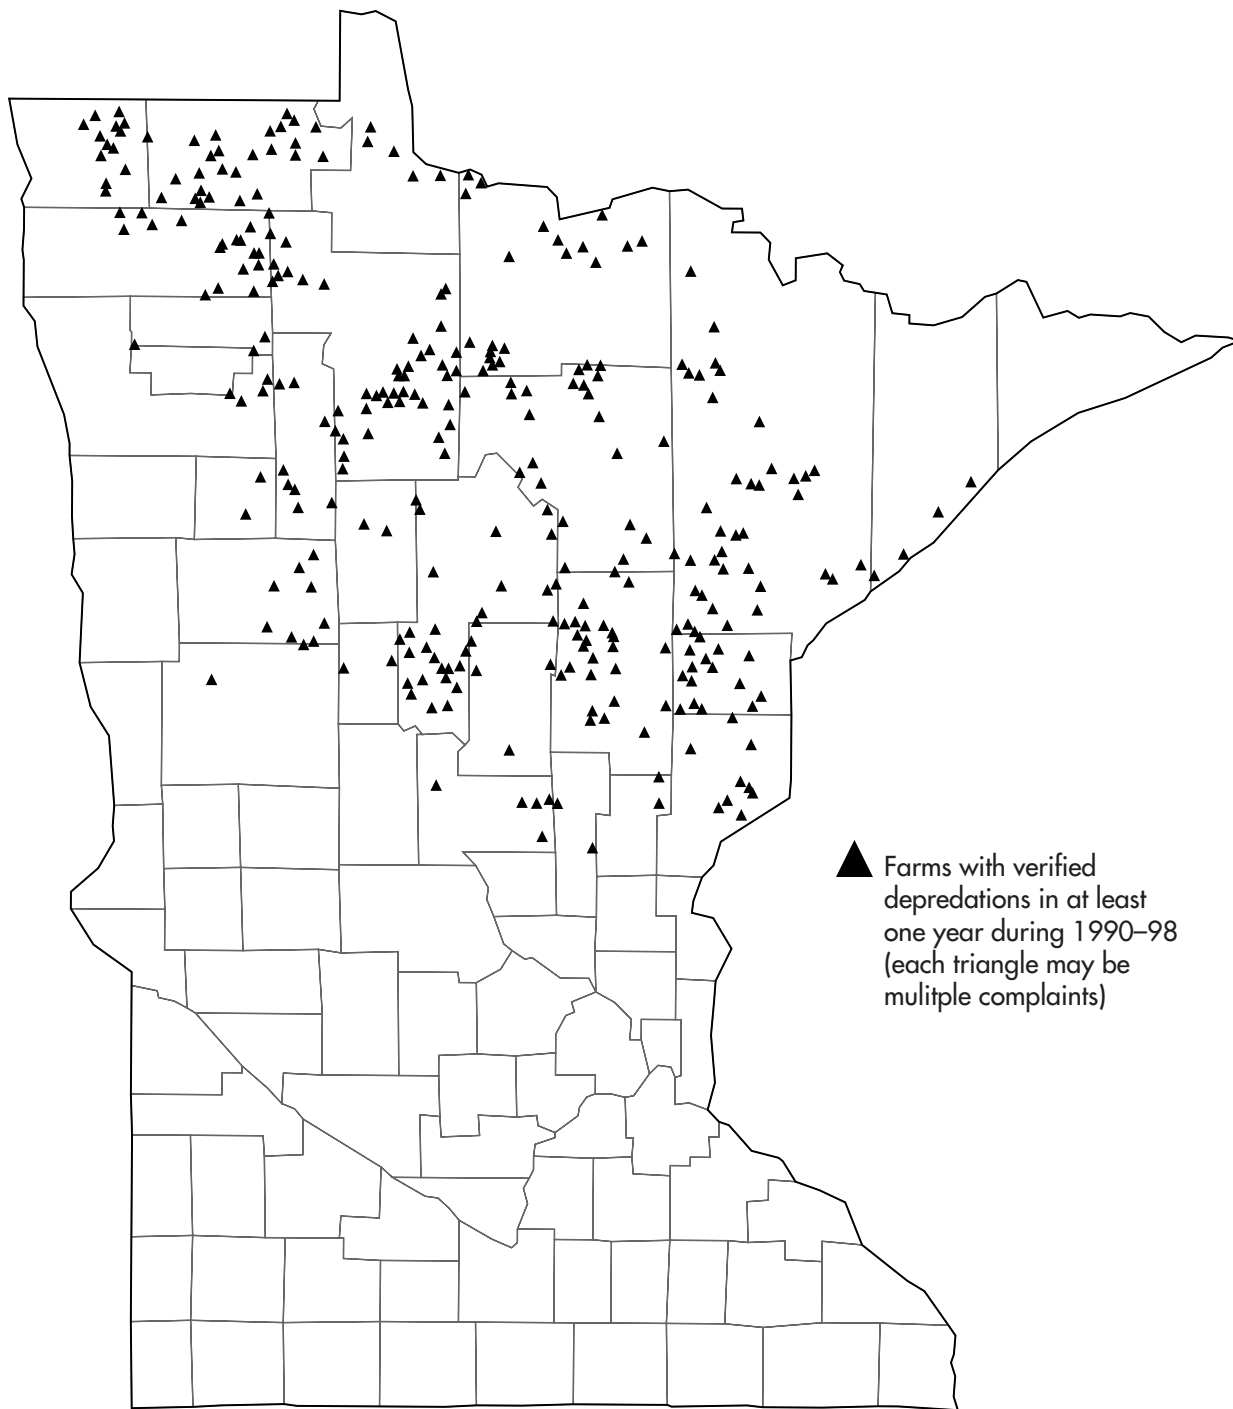 Farms with verified
depredations in at least
one year during 1990–98
(each triangle may be
mulitple complaints)